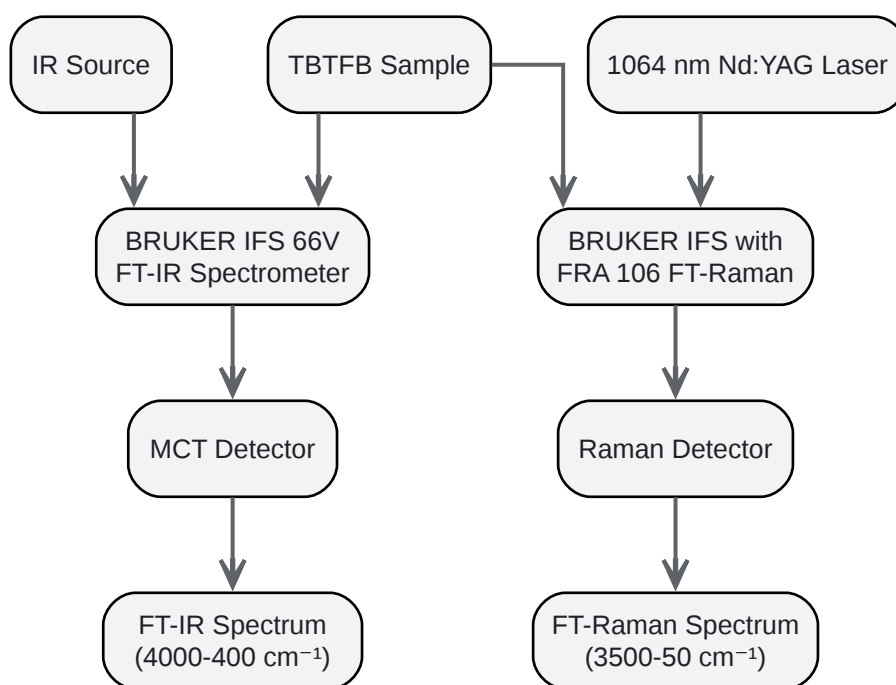 IR Source
TBTFB Sample
1064 nm Nd:YAG Laser
BRUKER IFS 66V
FT-IR Spectrometer
BRUKER IFS with
FRA 106 FT-Raman
MCT Detector
Raman Detector
FT-IR Spectrum
(4000-400 cm⁻¹)
FT-Raman Spectrum
(3500-50 cm⁻¹)